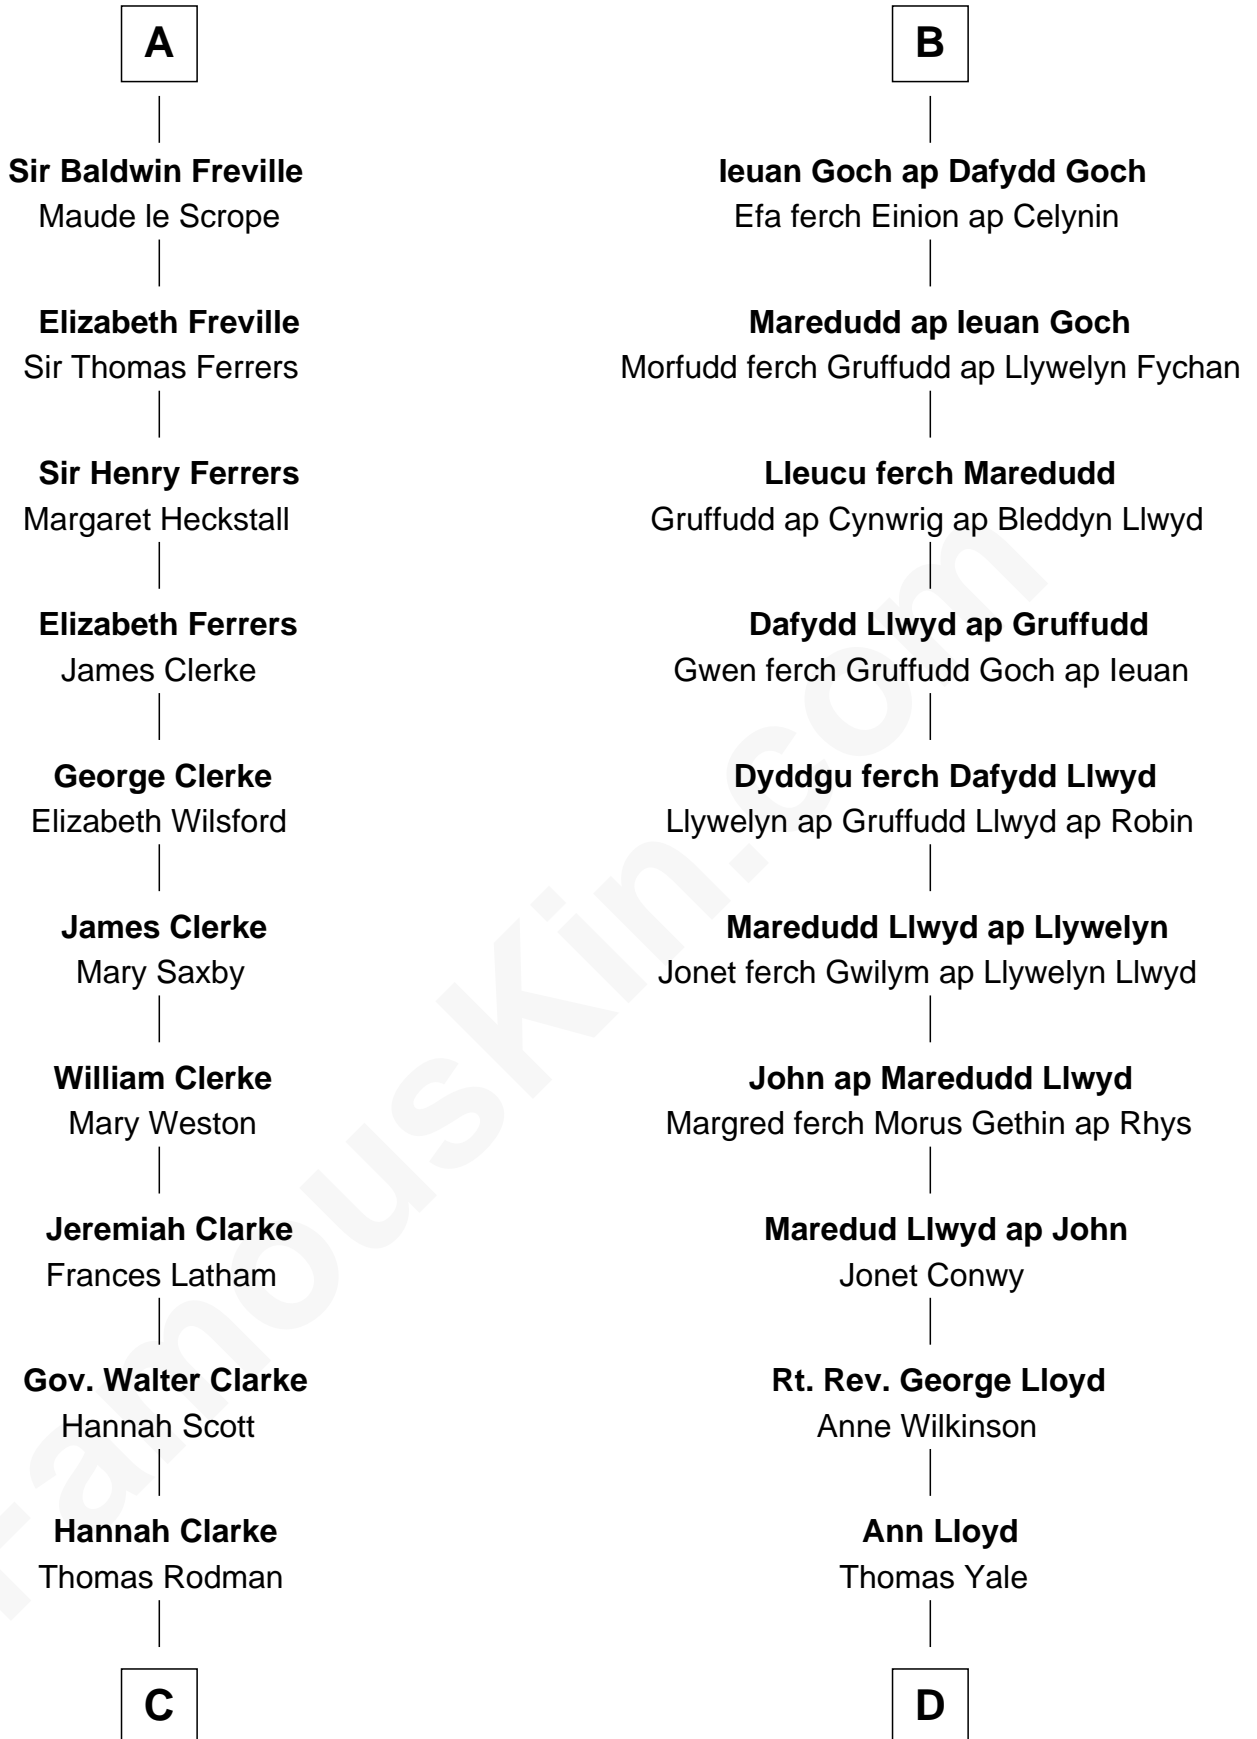 A
Sir Baldwin Freville
Maude le Scrope
Elizabeth Freville
Sir Thomas Ferrers
Sir Henry Ferrers
Margaret Heckstall
Elizabeth Ferrers
James Clerke
George Clerke
Elizabeth Wilsford
James Clerke
Mary Saxby
William Clerke
Mary Weston
Jeremiah Clarke
Frances Latham
Gov. Walter Clarke
Hannah Scott
Hannah Clarke
Thomas Rodman
C
B
Ieuan Goch ap Dafydd Goch
Efa ferch Einion ap Celynin
Maredudd ap Ieuan Goch
Morfudd ferch Gruffudd ap Llywelyn Fychan
Lleucu ferch Maredudd
Gruffudd ap Cynwrig ap Bleddyn Llwyd
Dafydd Llwyd ap Gruffudd
Gwen ferch Gruffudd Goch ap Ieuan
Dyddgu ferch Dafydd Llwyd
Llywelyn ap Gruffudd Llwyd ap Robin
Maredudd Llwyd ap Llywelyn
Jonet ferch Gwilym ap Llywelyn Llwyd
John ap Maredudd Llwyd
Margred ferch Morus Gethin ap Rhys
Maredud Llwyd ap John
Jonet Conwy
Rt. Rev. George Lloyd
Anne Wilkinson
Ann Lloyd
Thomas Yale
D
FamousKin.com